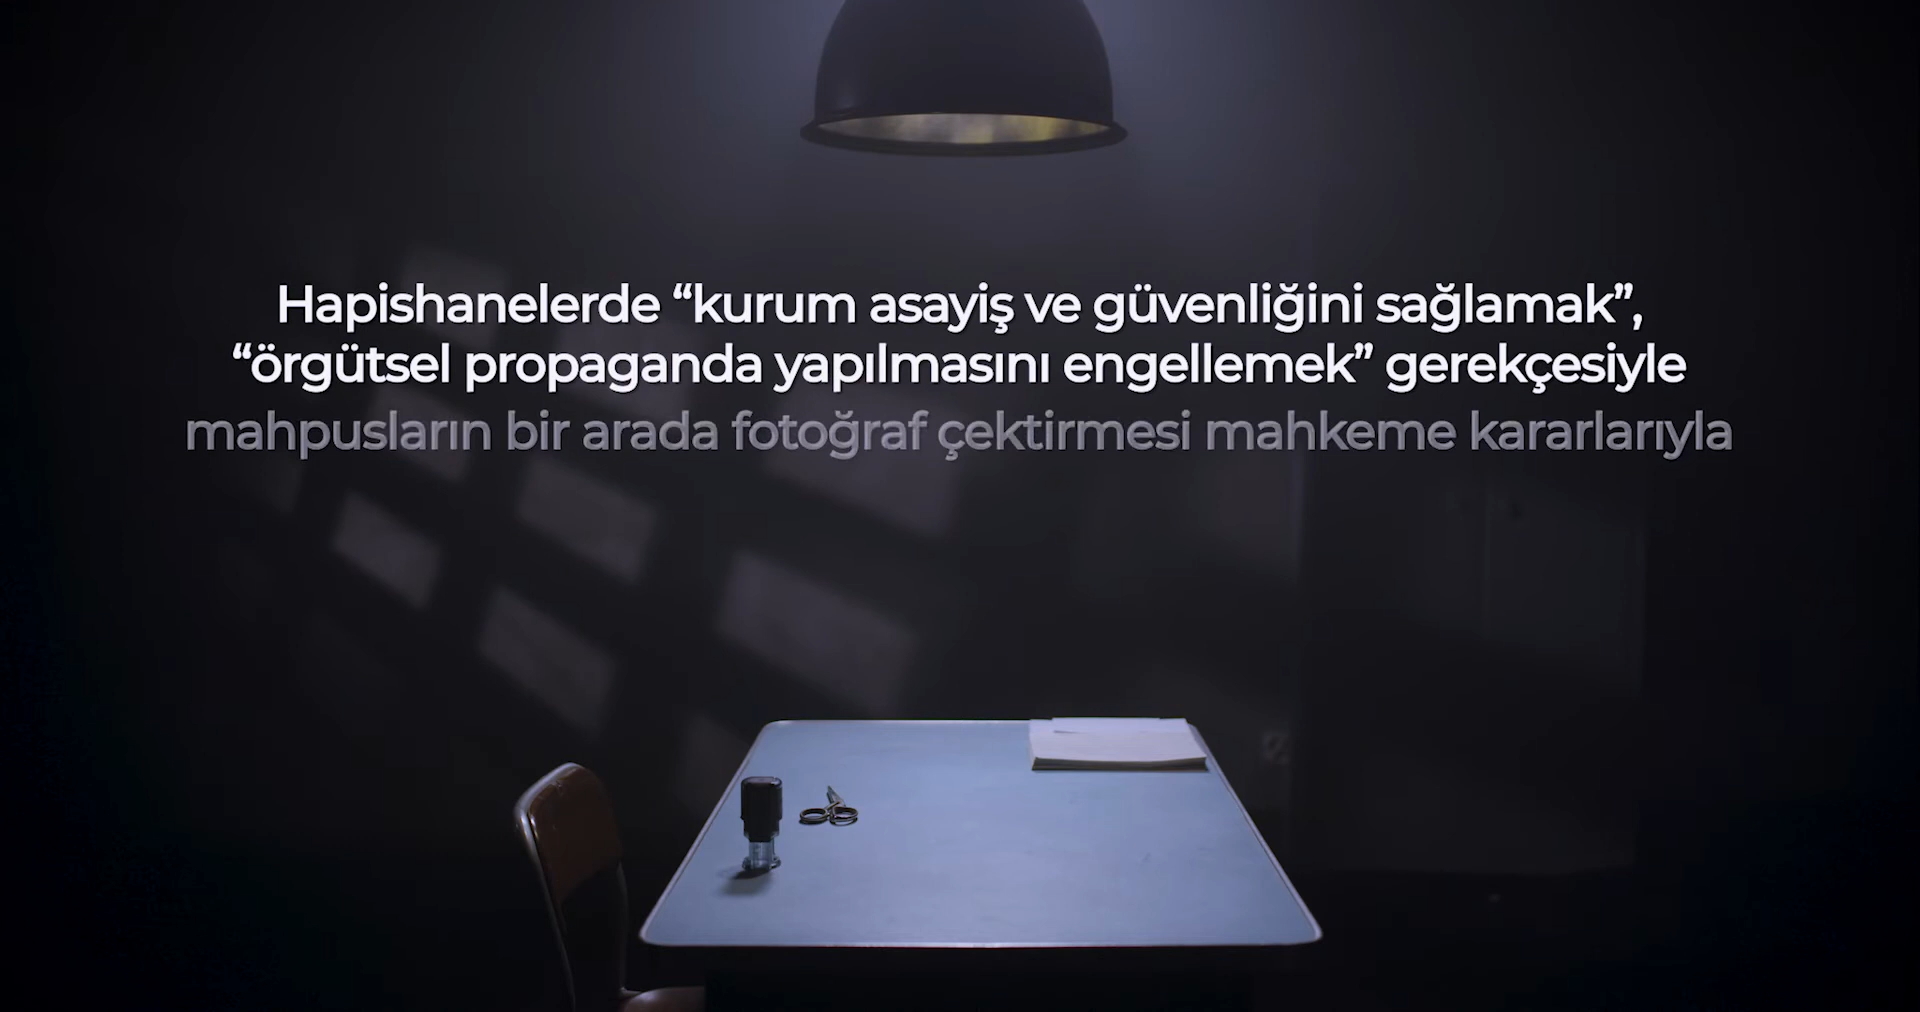 Hapishanelerde “kurum asayiş ve güvenliğini sağlamak”,
“örgütsel propaganda yapılmasını engellemek” gerekçesiyle
mahpusların bir arada fotoğraf çektirmesi mahkeme kararlarıyla